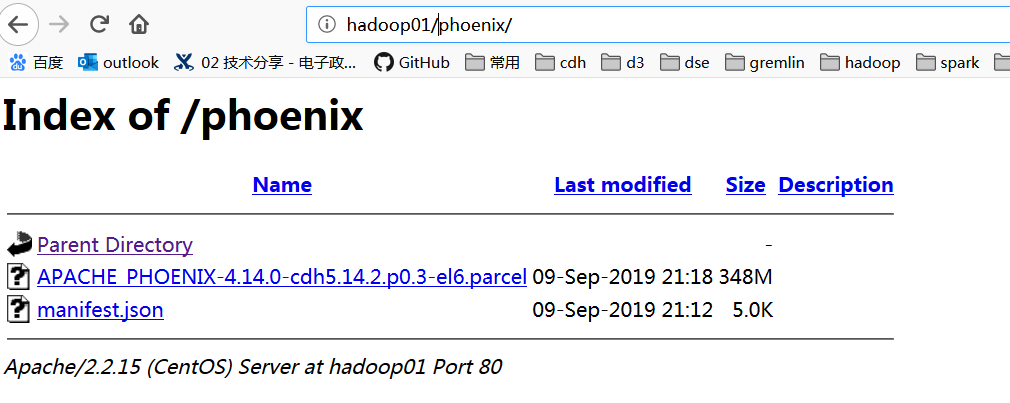 hadoop01/phoenix/
百度 outlook 02 技术分享 - 电子政... GitHub 常用 cdh d3 dse gremlin hadoop spark
Index of /phoenix
Name Last modified Size Description
Parent Directory -
APACHE_PHOENIX-4.14.0-cdh5.14.2.p0.3-el6.parcel 09-Sep-2019 21:18 348M
manifest.json 09-Sep-2019 21:12 5.0K
Apache/2.2.15 (CentOS) Server at hadoop01 Port 80